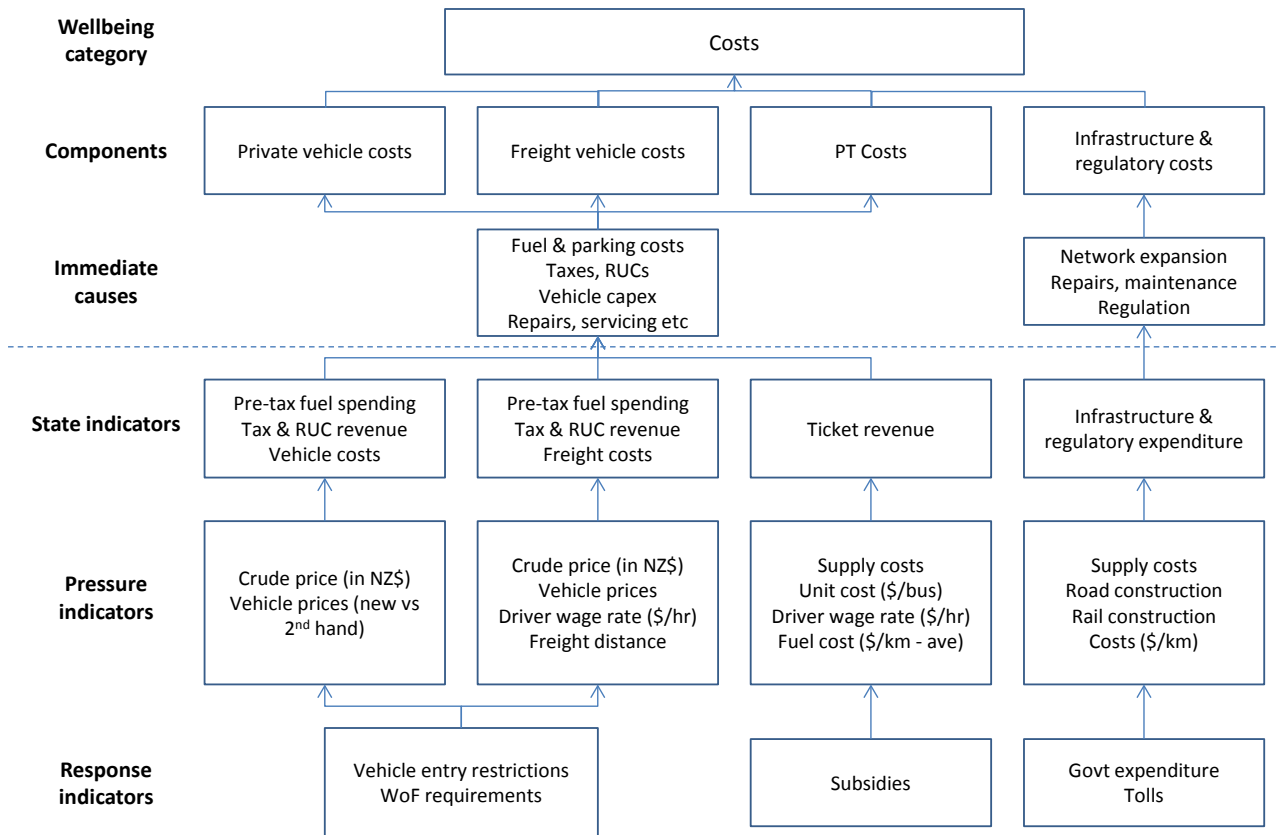 Wellbeing
category
Costs
Components
Private vehicle costs
Freight vehicle costs
PT Costs
Infrastructure &
regulatory costs
Immediate
causes
Fuel & parking costs
Taxes, RUCs
Vehicle capex
Repairs, servicing etc
Network expansion
Repairs, maintenance
Regulation
State indicators
Pre-tax fuel spending
Tax & RUC revenue
Vehicle costs
Pre-tax fuel spending
Tax & RUC revenue
Freight costs
Ticket revenue
Infrastructure &
regulatory expenditure
Pressure
indicators
Crude price (in NZ$)
Vehicle prices (new vs
2nd hand)
Crude price (in NZ$)
Vehicle prices
Driver wage rate ($/hr)
Freight distance
Supply costs
Unit cost ($/bus)
Driver wage rate ($/hr)
Fuel cost ($/km - ave)
Supply costs
Road construction
Rail construction
Costs ($/km)
Response
indicators
Vehicle entry restrictions
WoF requirements
Subsidies
Govt expenditure
Tolls